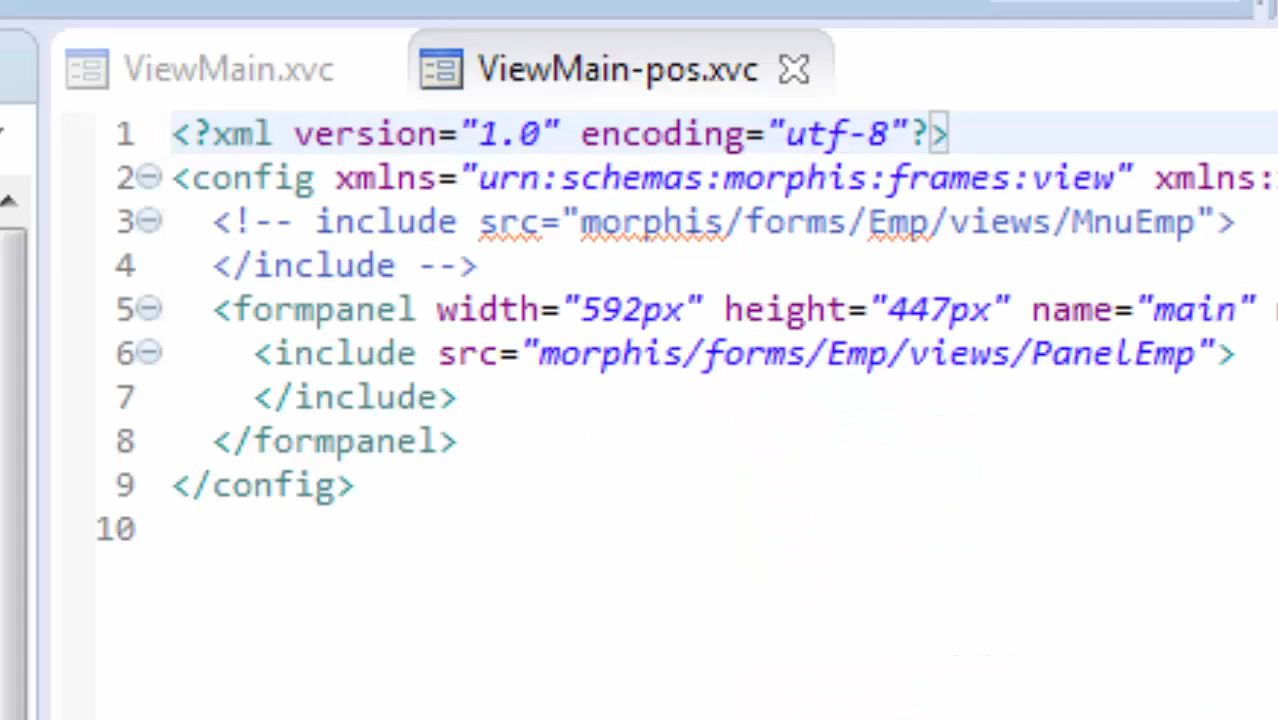 ViewMain.xvc ViewMain-pos.xvc
1 <?xml version="1.0" encoding="utf-8"?>
2 <config xmlns="urn:schemas:morphis:frames:view" xmlns:
3 <!-- include src="morphis/forms/Emp/views/MnuEmp">
4 </include -->
5 <formpanel width="592px" height="447px" name="main"
6 <include src="morphis/forms/Emp/views/PanelEmp">
7 </include>
8 </formpanel>
9 </config>
10